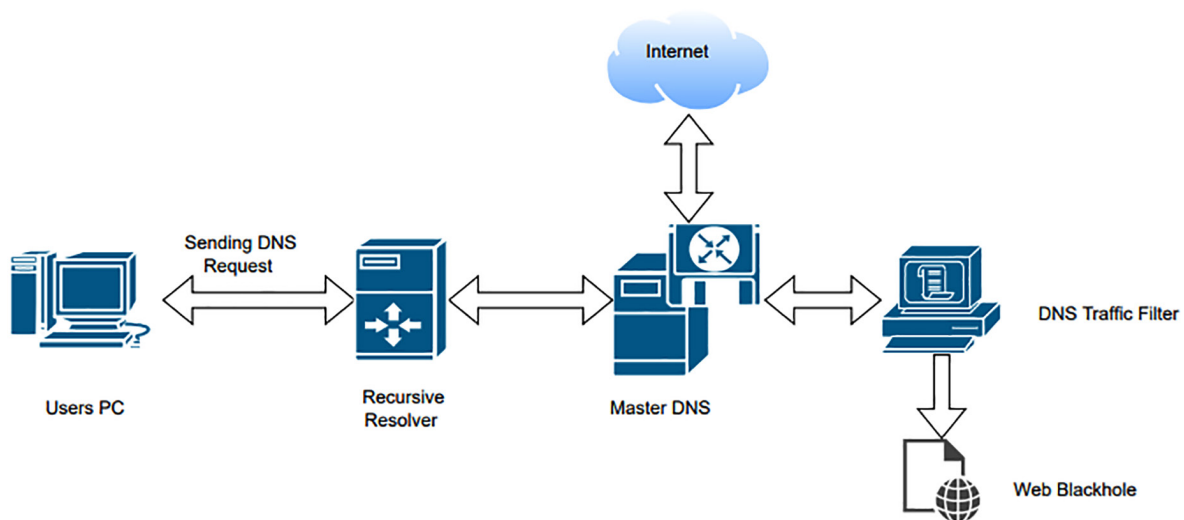 Internet
Sending DNS
Request
Users PC
Recursive
Resolver
Master DNS
DNS Traffic Filter
Web Blackhole